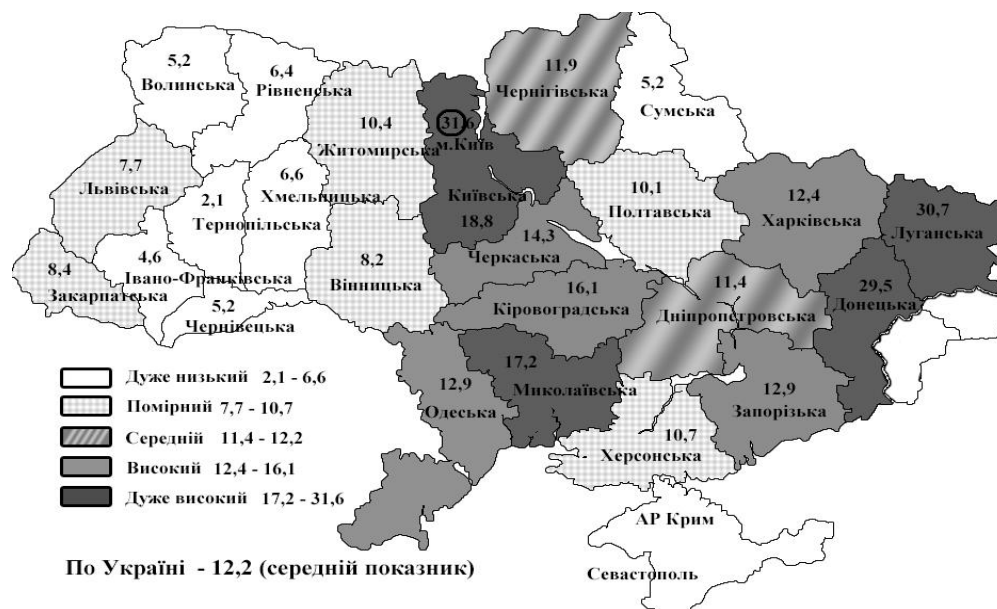 5,2
Волинська
6,4
Рівненська
10,4
Житомирська
31,6
м.Київ
11,9
Чернігівська
5,2
Сумська
7,7
Львівська
2,1
Тернопільська
6,6
Хмельницька
Київська
18,8
10,1
Полтавська
12,4
Харківська
30,7
Луганська
8,4
Закарпатська
4,6
Івано-Франківська
5,2
Чернівецька
8,2
Вінницька
14,3
Черкаська
16,1
Кіровоградська
11,4
Дніпропетровська
29,5
Донецька
12,9
Одеська
17,2
Миколаївська
12,9
Запорізька
10,7
Херсонська
АР Крим
Севастополь
Дуже низький 2,1 - 6,6
Помірний 7,7 - 10,7
Середній 11,4 - 12,2
Високий 12,4 - 16,1
Дуже високий 17,2 - 31,6
По Україні - 12,2 (середній показник)